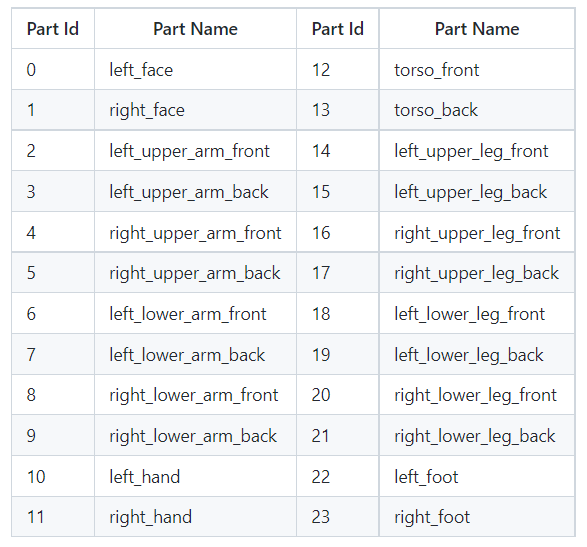 Part Id Part Name Part Id Part Name
0 left_face 12 torso_front
1 right_face 13 torso_back
2 left_upper_arm_front 14 left_upper_leg_front
3 left_upper_arm_back 15 left_upper_leg_back
4 right_upper_arm_front 16 right_upper_leg_front
5 right_upper_arm_back 17 right_upper_leg_back
6 left_lower_arm_front 18 left_lower_leg_front
7 left_lower_arm_back 19 left_lower_leg_back
8 right_lower_arm_front 20 right_lower_leg_front
9 right_lower_arm_back 21 right_lower_leg_back
10 left_hand 22 left_foot
11 right_hand 23 right_foot